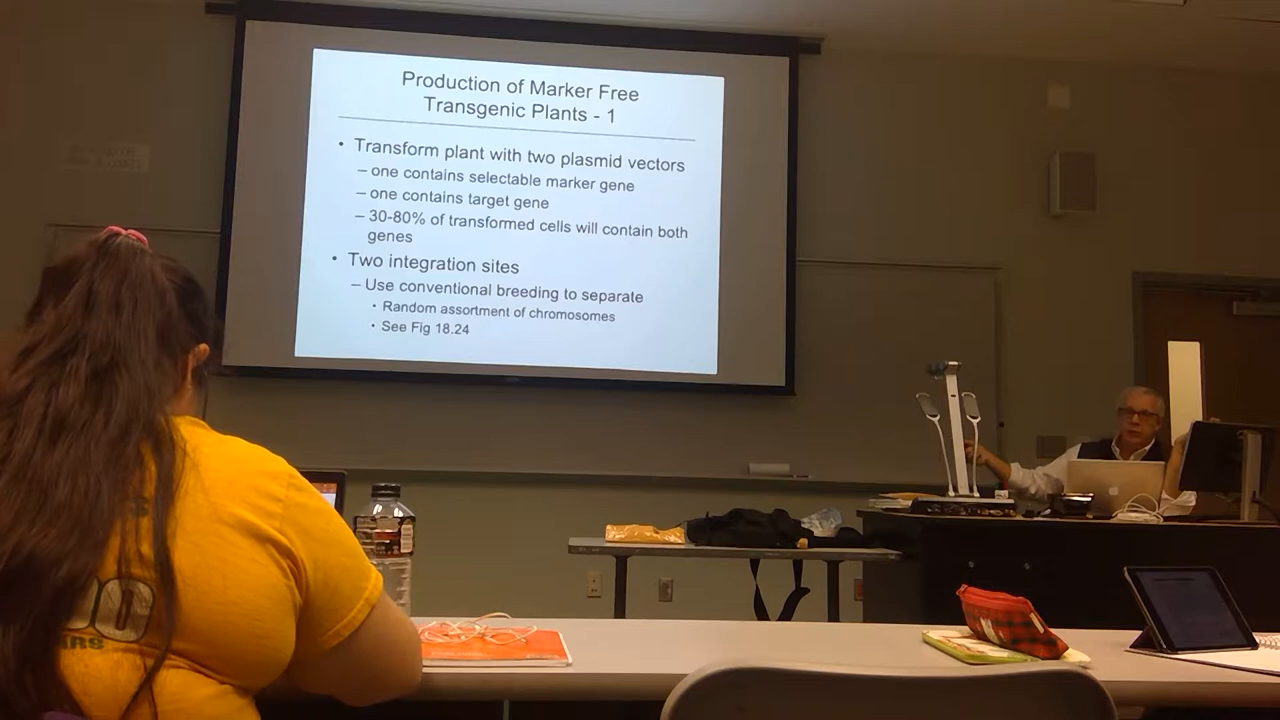 Production of Marker Free
Transgenic Plants - 1
• Transform plant with two plasmid vectors
– one contains selectable marker gene
– one contains target gene
– 30-80% of transformed cells will contain both
genes
• Two integration sites
– Use conventional breeding to separate
• Random assortment of chromosomes
• See Fig 18.24